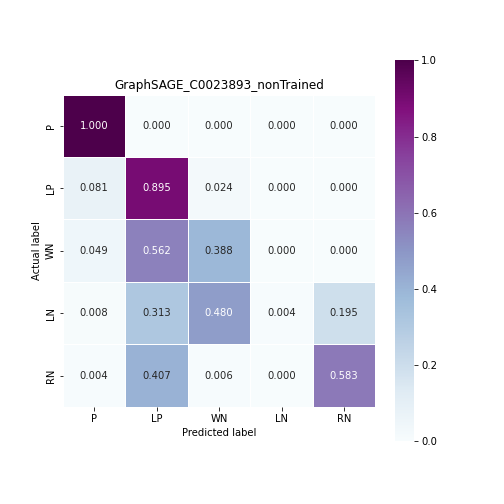 GraphSAGE_C0023893_nonTrained
1.0
0.8
0.6
0.4
0.2
0.0
Actual label
P 1.000 0.000 0.000 0.000 0.000
LP 0.081 0.895 0.024 0.000 0.000
WN 0.049 0.562 0.388 0.000 0.000
LN 0.008 0.313 0.480 0.004 0.195
RN 0.004 0.407 0.006 0.000 0.583
P LP WN LN RN
Predicted label